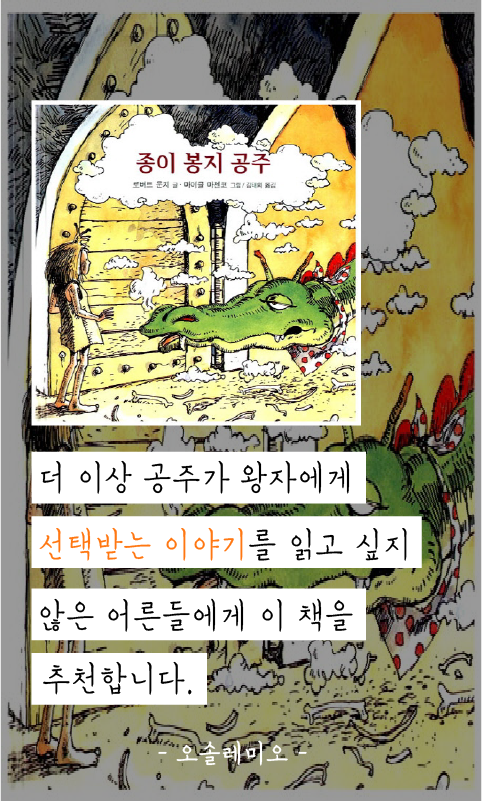 종이 봉지 공주
로버트 문치 글 · 마이클 마첸코 그림 / 김태희 옮김
더 이상 공주가 왕자에게
선택받는 이야기를 읽고 싶지
않은 어른들에게 이 책을
추천합니다.
- 오솔레미오 -